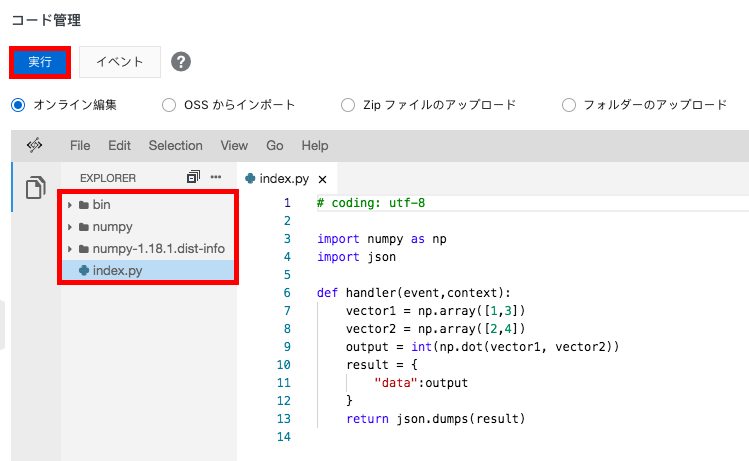 コード管理
実行 イベント ?
オンライン編集 OSS からインポート Zip ファイルのアップロード フォルダーのアップロード
File Edit Selection View Go Help
EXPLORER
bin
numpy
numpy-1.18.1.dist-info
index.py
index.py ×
1 # coding: utf-8
2
3 import numpy as np
4 import json
5
6 def handler(event,context):
7     vector1 = np.array([1,3])
8     vector2 = np.array([2,4])
9     output = int(np.dot(vector1, vector2))
10     result = {
11         "data":output
12     }
13     return json.dumps(result)
14